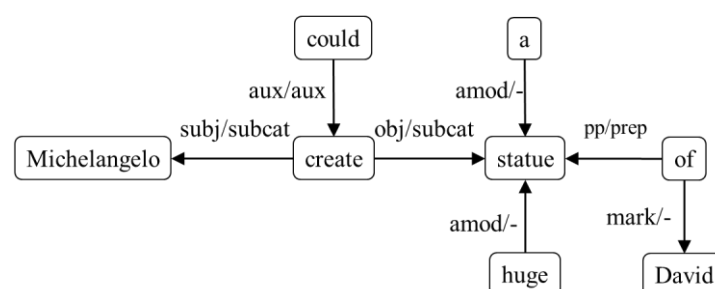 could a
aux/aux amod/-
subj/subcat obj/subcat pp/prep
Michelangelo create statue of
amod/- mark/-
huge David